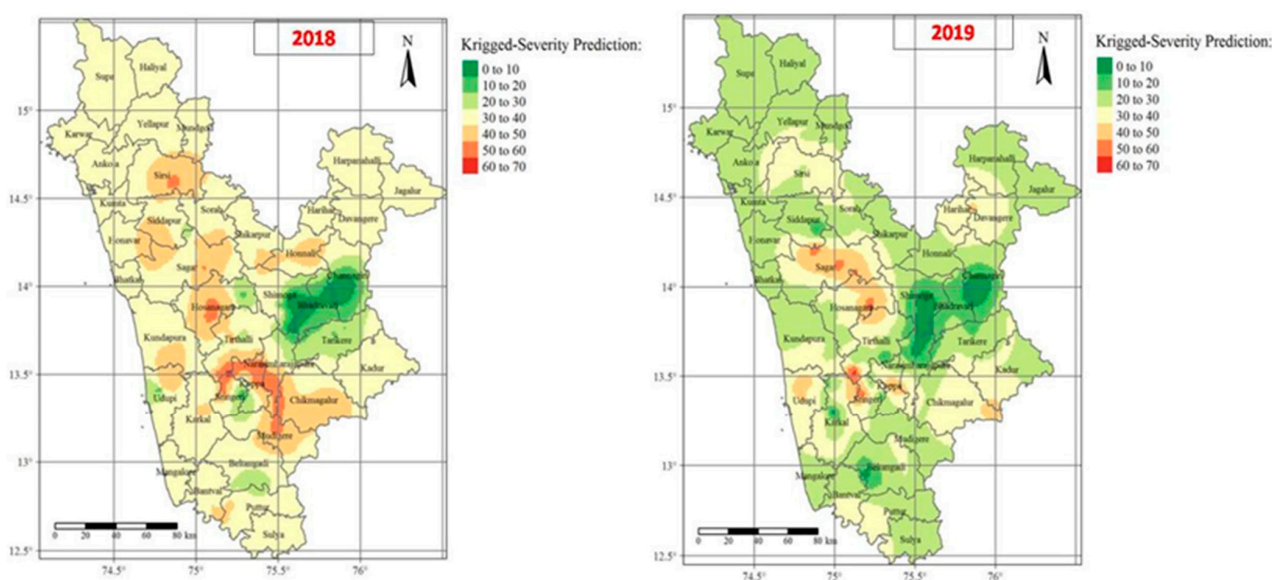 2018
N
Krigged-Severity Prediction:
0 to 10
10 to 20
20 to 30
30 to 40
40 to 50
50 to 60
60 to 70
15°
14.5°
14°
13.5°
13°
12.5°
74.5°
75°
75.5°
76°
Supa
Haliyal
Karwar
Yellapur
Mundgod
Ankola
Sirsi
Harpanahalli
Jagalur
Kumta
Siddapur
Sorab
Harihar
Davangere
Honavar
Shikarpur
Honnali
Bhatkal
Sagar
Channagiri
Hosanagara
Shimoga
Bhadravati
Kundapura
Tirthalli
Tarikere
Narasimharajapura
Kadur
Udupi
Koppa
Sringeri
Chikmagalur
Karkal
Mudigere
Mangalore
Beltangadi
Bantval
Puttur
Sulya
0 20 40 60 80 km
2019
N
Krigged-Severity Prediction:
0 to 10
10 to 20
20 to 30
30 to 40
40 to 50
50 to 60
60 to 70
15°
14.5°
14°
13.5°
13°
12.5°
74.5°
75°
75.5°
76°
Supa
Haliyal
Karwar
Yellapur
Mundgod
Ankola
Sirsi
Harpanahalli
Jagalur
Kumta
Siddapur
Sorab
Harihar
Davangere
Honavar
Shikarpur
Honnali
Bhatkal
Sagar
Channagiri
Hosanagara
Shimoga
Bhadravati
Kundapura
Tirthalli
Tarikere
Narasimharajapura
Kadur
Udupi
Koppa
Sringeri
Chikmagalur
Karkal
Mudigere
Mangalore
Beltangadi
Bantval
Puttur
Sulya
0 20 40 60 80 km